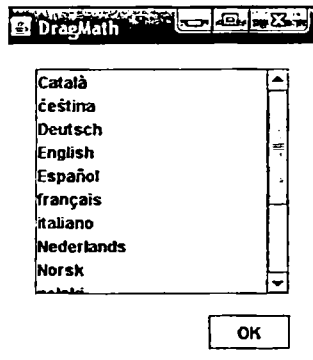 DragMath
Català
čeština
Deutsch
English
Español
français
italiano
Nederlands
Norsk
OK